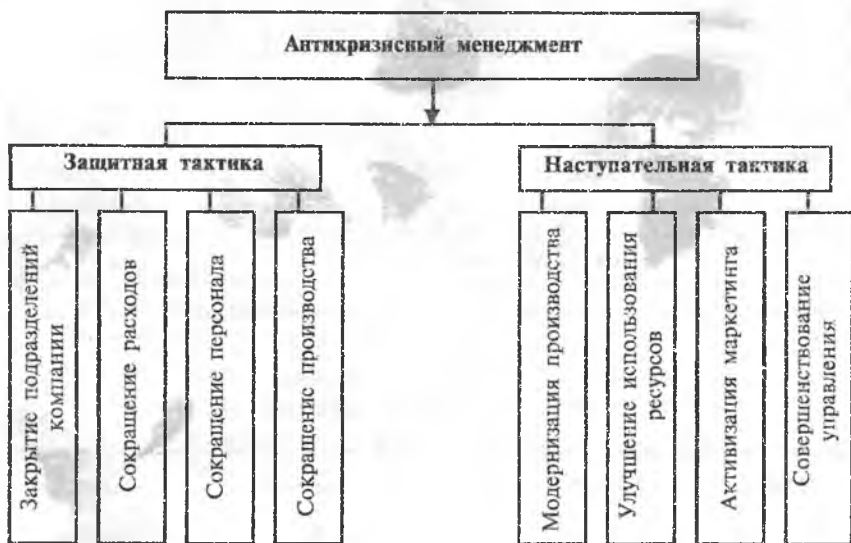 Антикризисный менеджмент
Защитная тактика
Наступательная тактика
Закрытие подразделений
компании
Сокращение расходов
Сокращение персонала
Сокращение производства
Модернизация производства
Улучшение использования
ресурсов
Активизация маркетинга
Совершенствование
управления